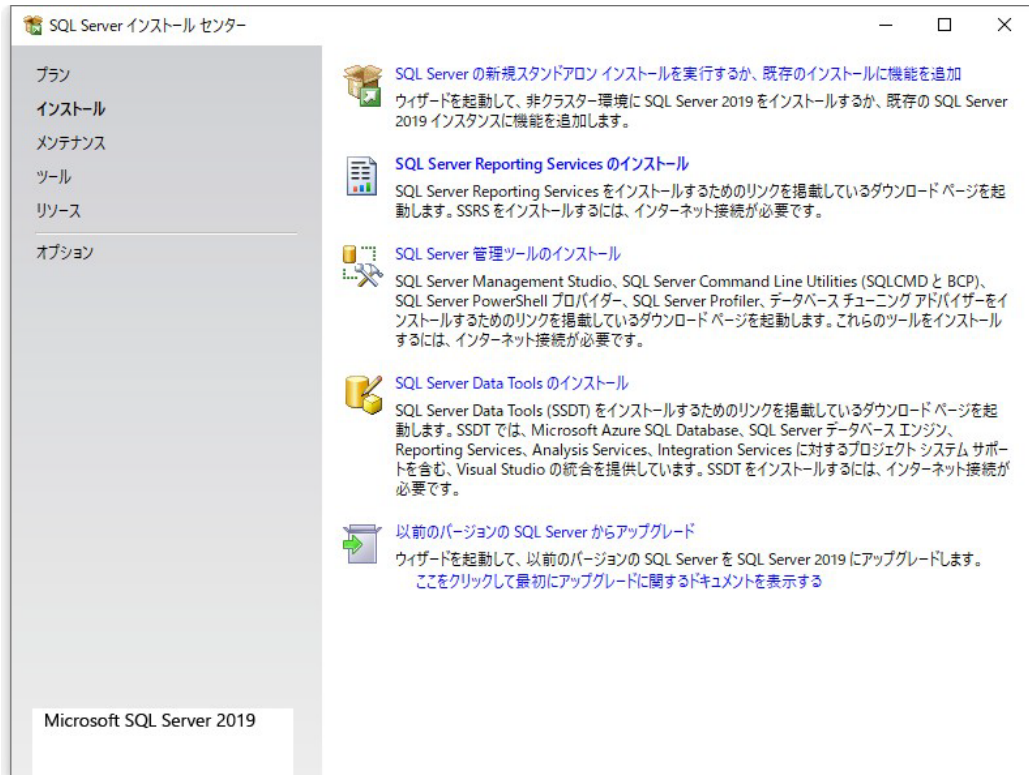 SQL Server インストール センター
プラン
インストール
メンテナンス
ツール
リソース
オプション
Microsoft SQL Server 2019
SQL Server の新規スタンドアロン インストールを実行するか、既存のインストールに機能を追加
ウィザードを起動して、非クラスター環境に SQL Server 2019 をインストールするか、既存の SQL Server
2019 インスタンスに機能を追加します。
SQL Server Reporting Services のインストール
SQL Server Reporting Services をインストールするためのリンクを掲載しているダウンロード ページを起
動します。SSRS をインストールするには、インターネット接続が必要です。
SQL Server 管理ツールのインストール
SQL Server Management Studio、SQL Server Command Line Utilities (SQLCMD と BCP)、
SQL Server PowerShell プロバイダー、SQL Server Profiler、データベース チューニング アドバイザーをイ
ンストールするためのリンクを掲載しているダウンロード ページを起動します。これらのツールをインストール
するには、インターネット接続が必要です。
SQL Server Data Tools のインストール
SQL Server Data Tools (SSDT) をインストールするためのリンクを掲載しているダウンロード ページを起
動します。SSDT では、Microsoft Azure SQL Database、SQL Server データベース エンジン、
Reporting Services、Analysis Services、Integration Services に対するプロジェクト システム サポー
トを含む、Visual Studio の統合を提供しています。SSDT をインストールするには、インターネット接続が
必要です。
以前のバージョンの SQL Server からアップグレード
ウィザードを起動して、以前のバージョンの SQL Server を SQL Server 2019 にアップグレードします。
ここをクリックして最初にアップグレードに関するドキュメントを表示する